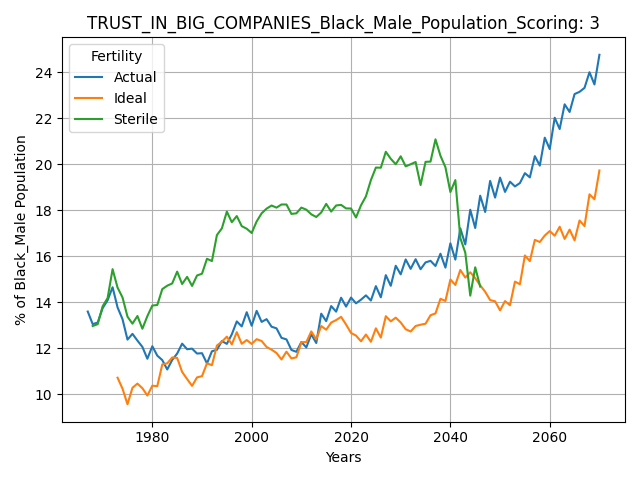 TRUST_IN_BIG_COMPANIES_Black_Male_Population_Scoring: 3
Fertility
Actual
Ideal
Sterile
% of Black_Male Population
24
22
20
18
16
14
12
10
1980
2000
2020
2040
2060
Years